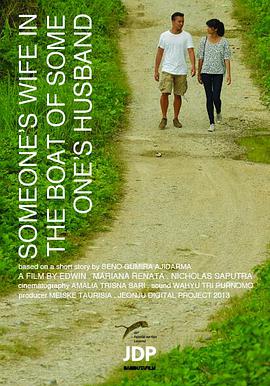 SOMEONE'S WIFE IN
THE BOAT OF SOME
ONE'S HUSBAND
based on a short story by SENO GUMIRA AJIDARMA
A FILM BY EDWIN . MARIANA RENATA . NICHOLAS SAPUTRA
cinematography AMALIA TRISNA SARI . sound WAHYU TRI PURNOMO
producer MEISKE TAURISIA . JEONJU DIGITAL PROJECT 2013
JDP
BABIBUTAFILM